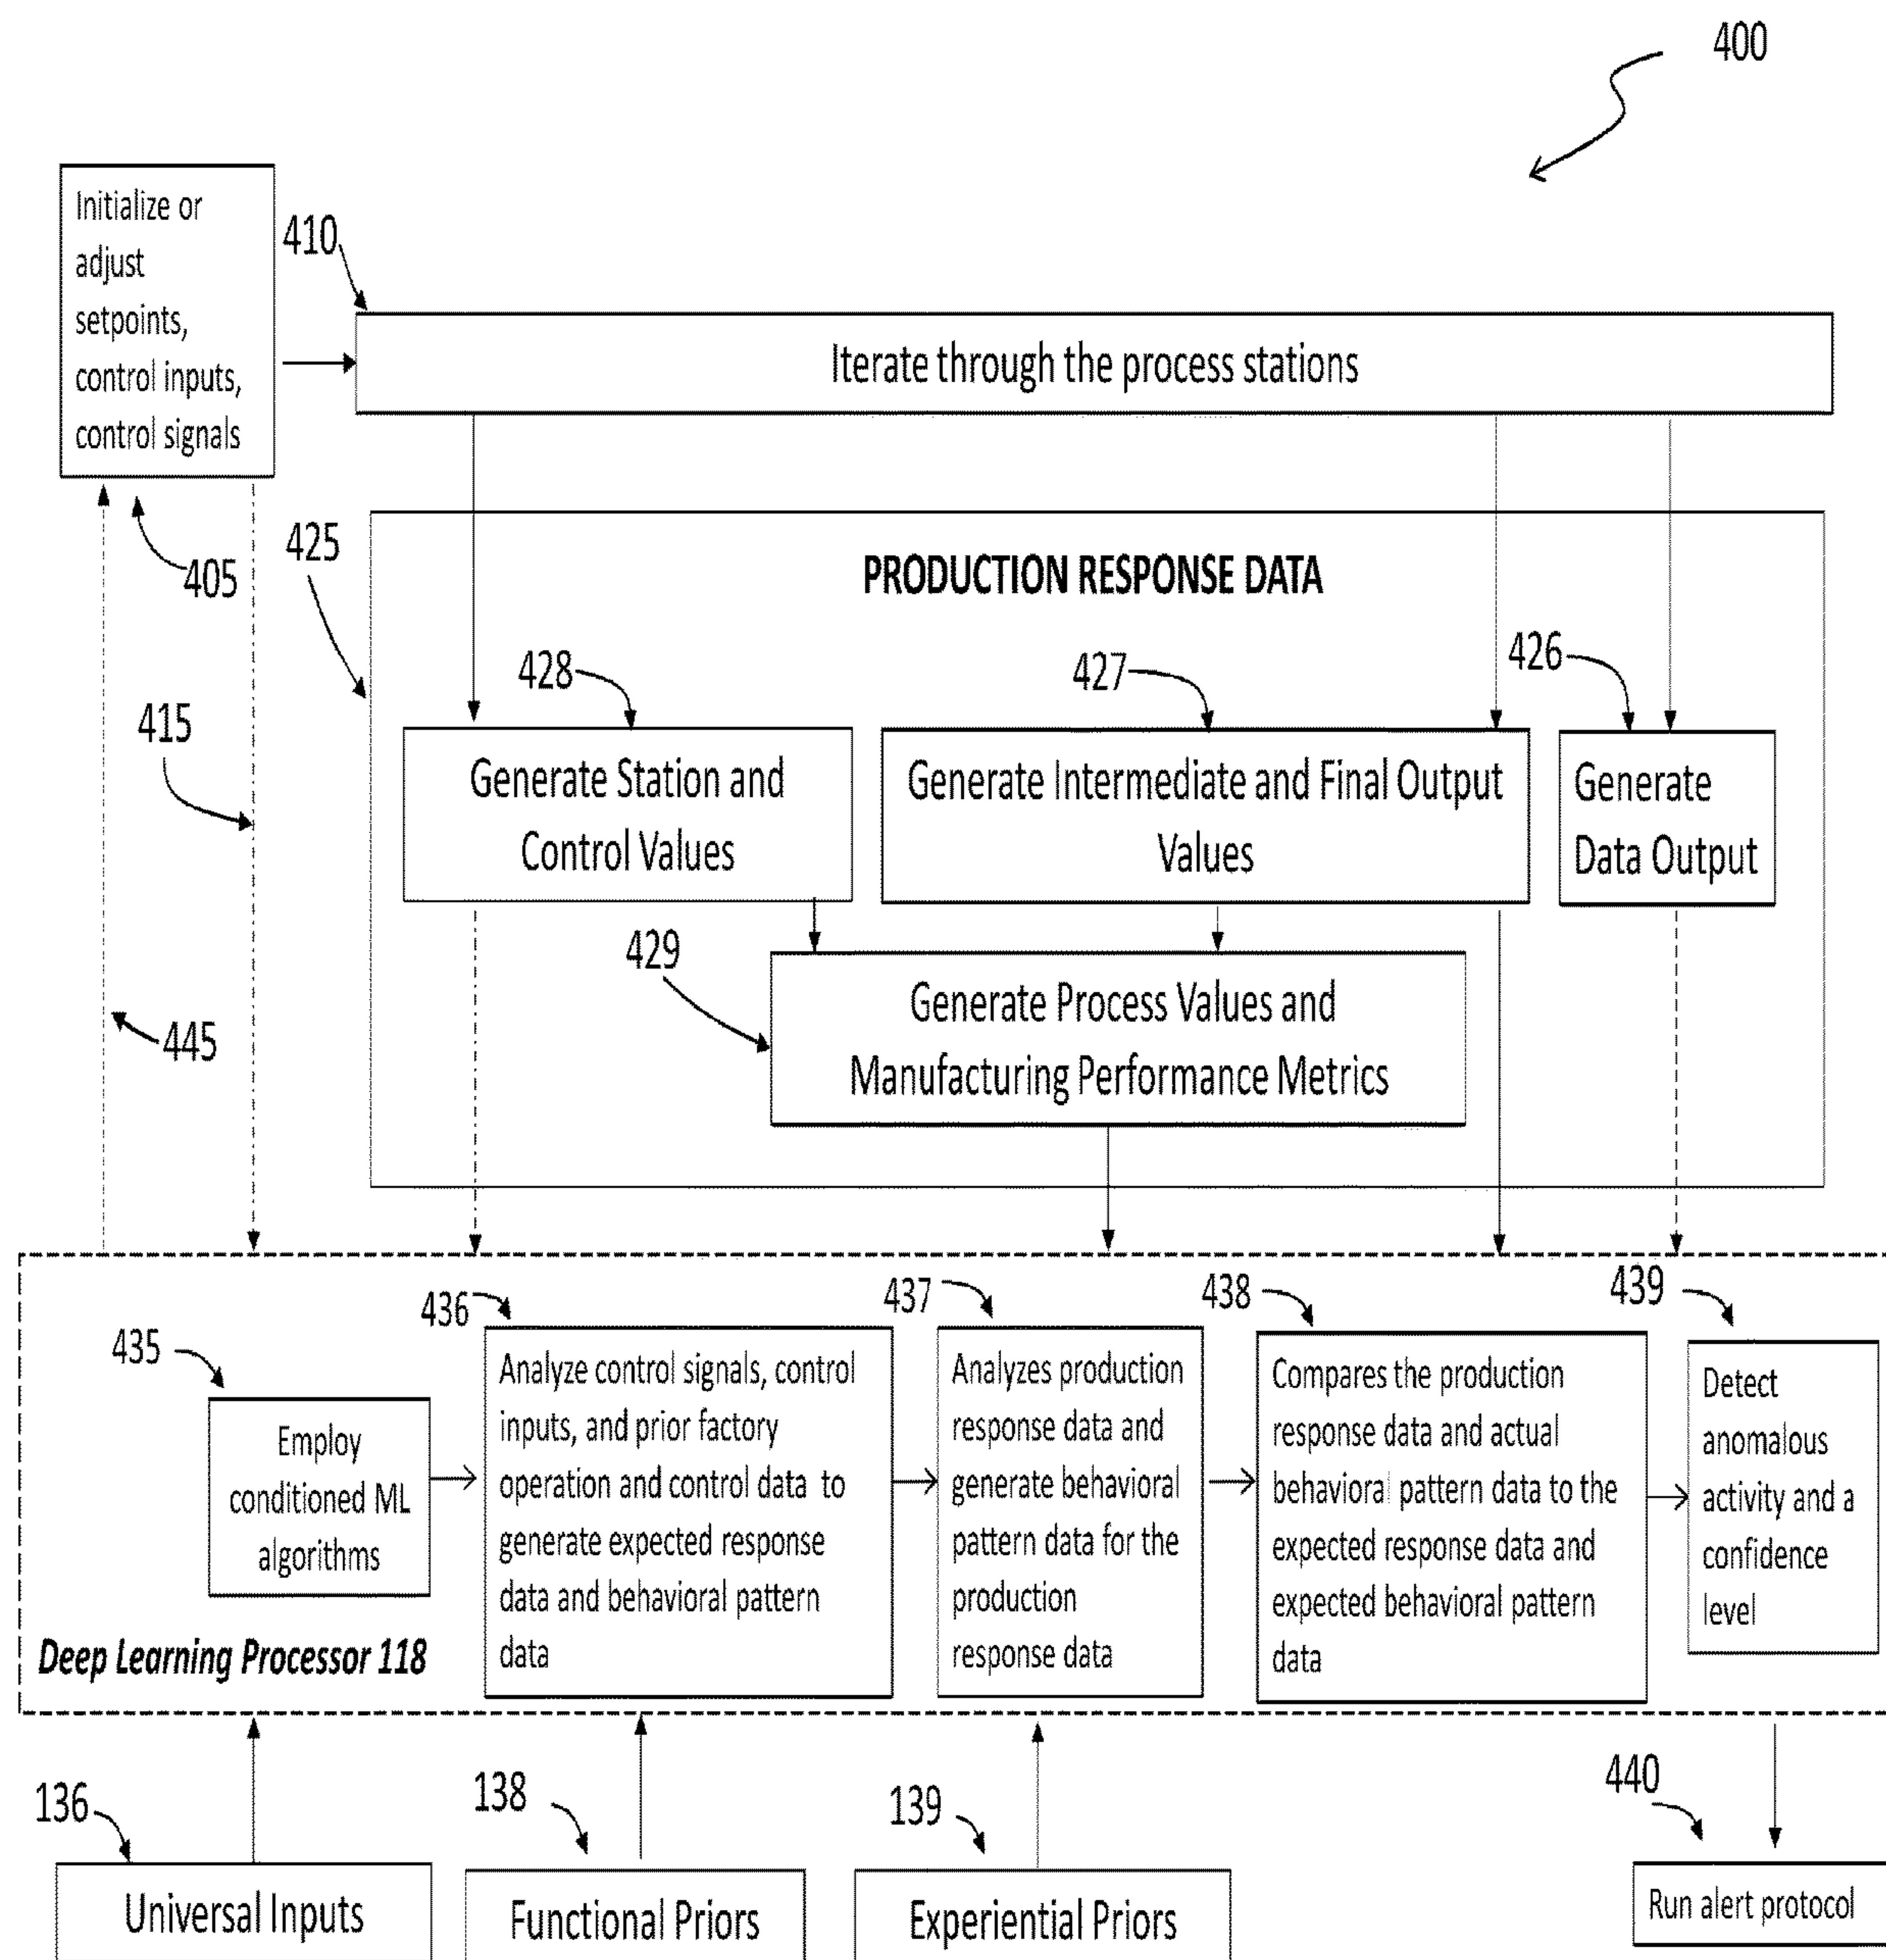 400
Initialize or
adjust
setpoints,
control inputs,
control signals
410
Iterate through the process stations
405
425
PRODUCTION RESPONSE DATA
428
427
426
415
Generate Station and
Control Values
Generate Intermediate and Final Output
Values
Generate
Data Output
429
Generate Process Values and
Manufacturing Performance Metrics
445
435
436
437
438
439
Employ
conditioned ML
algorithms
Analyze control signals, control
inputs, and prior factory
operation and control data to
generate expected response
data and behavioral pattern
data
Analyzes production
response data and
generate behavioral
pattern data for the
production
response data
Compares the production
response data and actual
behavioral pattern data to the
expected response data and
expected behavioral pattern
data
Detect
anomalous
activity and a
confidence
level
Deep Learning Processor 118
136
138
139
440
Universal Inputs
Functional Priors
Experiential Priors
Run alert protocol